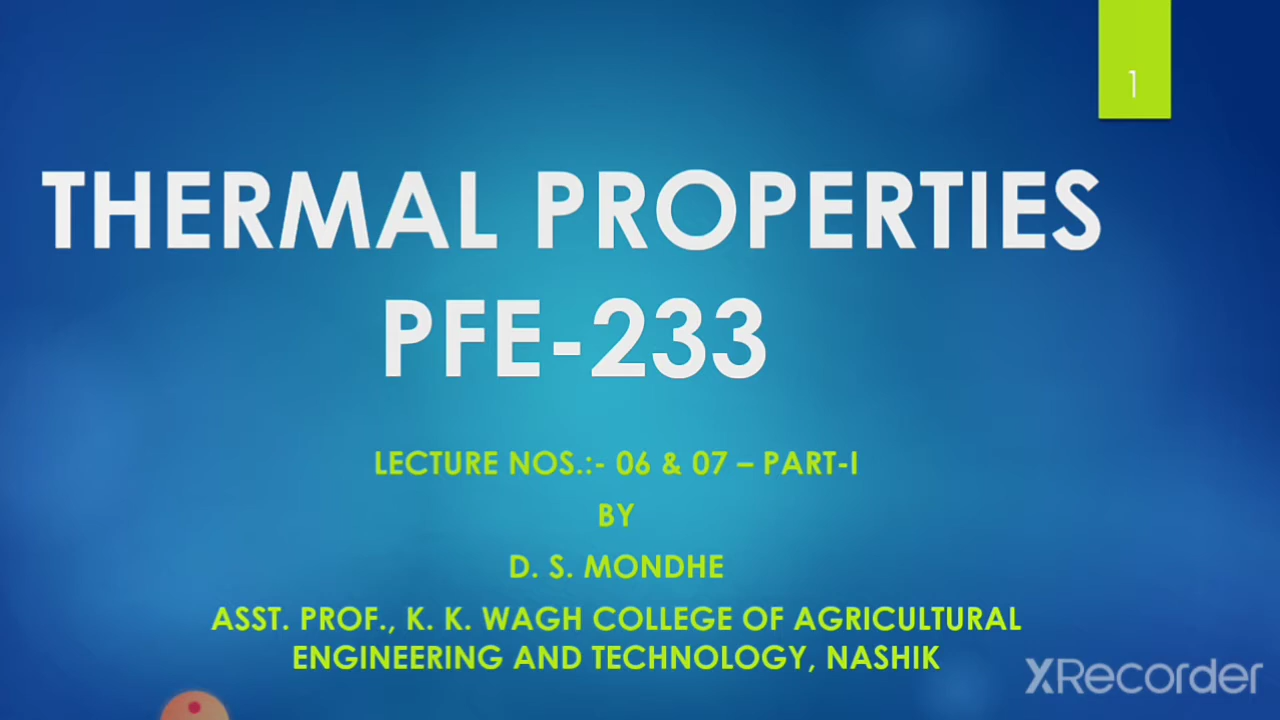 1
THERMAL PROPERTIES
PFE-233
LECTURE NOS.:- 06 & 07 – PART-I
BY
D. S. MONDHE
ASST. PROF., K. K. WAGH COLLEGE OF AGRICULTURAL
ENGINEERING AND TECHNOLOGY, NASHIK
XRecorder